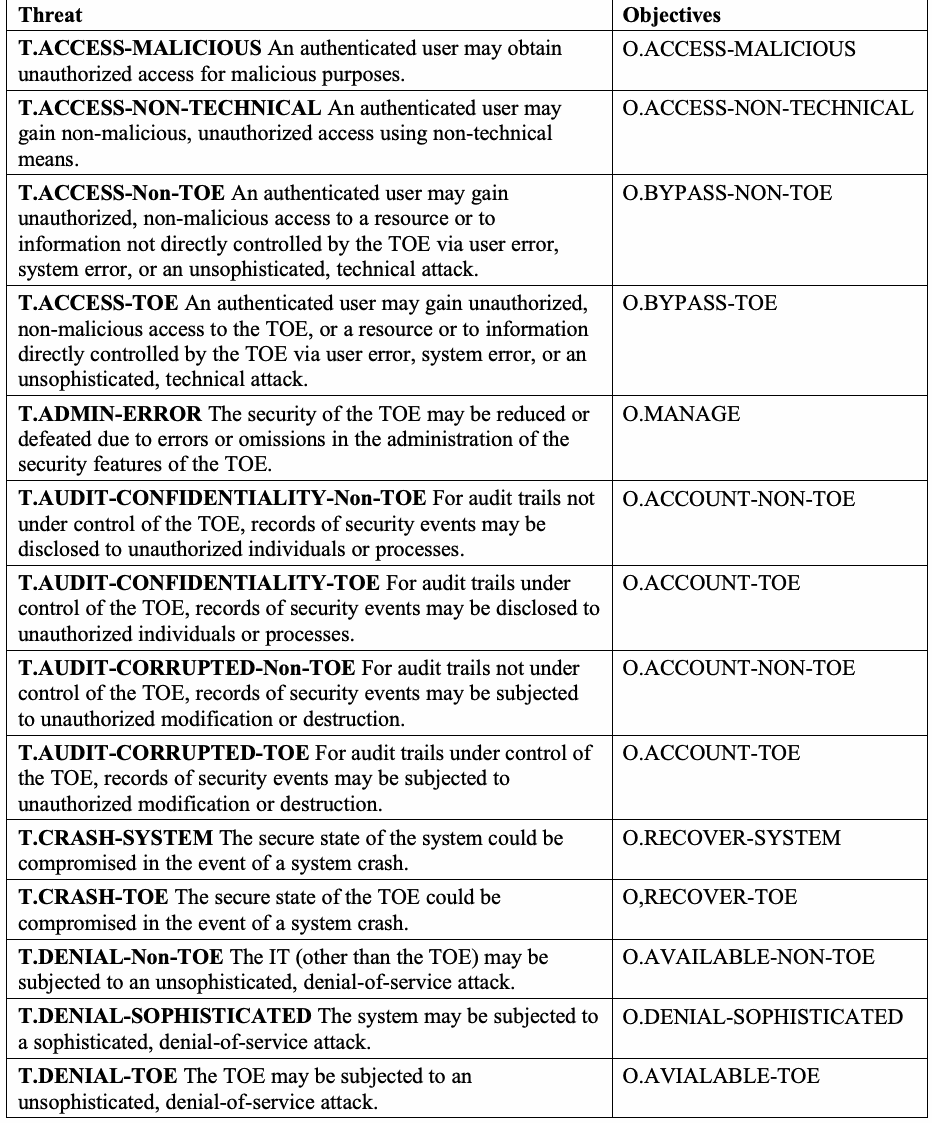 Threat
Objectives
T.ACCESS-MALICIOUS An authenticated user may obtain
unauthorized access for malicious purposes.
O.ACCESS-MALICIOUS
T.ACCESS-NON-TECHNICAL An authenticated user may
gain non-malicious, unauthorized access using non-technical
means.
O.ACCESS-NON-TECHNICAL
T.ACCESS-Non-TOE An authenticated user may gain
unauthorized, non-malicious access to a resource or to
information not directly controlled by the TOE via user error,
system error, or an unsophisticated, technical attack.
O.BYPASS-NON-TOE
T.ACCESS-TOE An authenticated user may gain unauthorized,
non-malicious access to the TOE, or a resource or to information
directly controlled by the TOE via user error, system error, or an
unsophisticated, technical attack.
O.BYPASS-TOE
T.ADMIN-ERROR The security of the TOE may be reduced or
defeated due to errors or omissions in the administration of the
security features of the TOE.
O.MANAGE
T.AUDIT-CONFIDENTIALITY-Non-TOE For audit trails not
under control of the TOE, records of security events may be
disclosed to unauthorized individuals or processes.
O.ACCOUNT-NON-TOE
T.AUDIT-CONFIDENTIALITY-TOE For audit trails under
control of the TOE, records of security events may be disclosed to
unauthorized individuals or processes.
O.ACCOUNT-TOE
T.AUDIT-CORRUPTED-Non-TOE For audit trails not under
control of the TOE, records of security events may be subjected
to unauthorized modification or destruction.
O.ACCOUNT-NON-TOE
T.AUDIT-CORRUPTED-TOE For audit trails under control of
the TOE, records of security events may be subjected to
unauthorized modification or destruction.
O.ACCOUNT-TOE
T.CRASH-SYSTEM The secure state of the system could be
compromised in the event of a system crash.
O.RECOVER-SYSTEM
T.CRASH-TOE The secure state of the TOE could be
compromised in the event of a system crash.
O,RECOVER-TOE
T.DENIAL-Non-TOE The IT (other than the TOE) may be
subjected to an unsophisticated, denial-of-service attack.
O.AVAILABLE-NON-TOE
T.DENIAL-SOPHISTICATED The system may be subjected to
a sophisticated, denial-of-service attack.
O.DENIAL-SOPHISTICATED
T.DENIAL-TOE The TOE may be subjected to an
unsophisticated, denial-of-service attack.
O.AVIALABLE-TOE